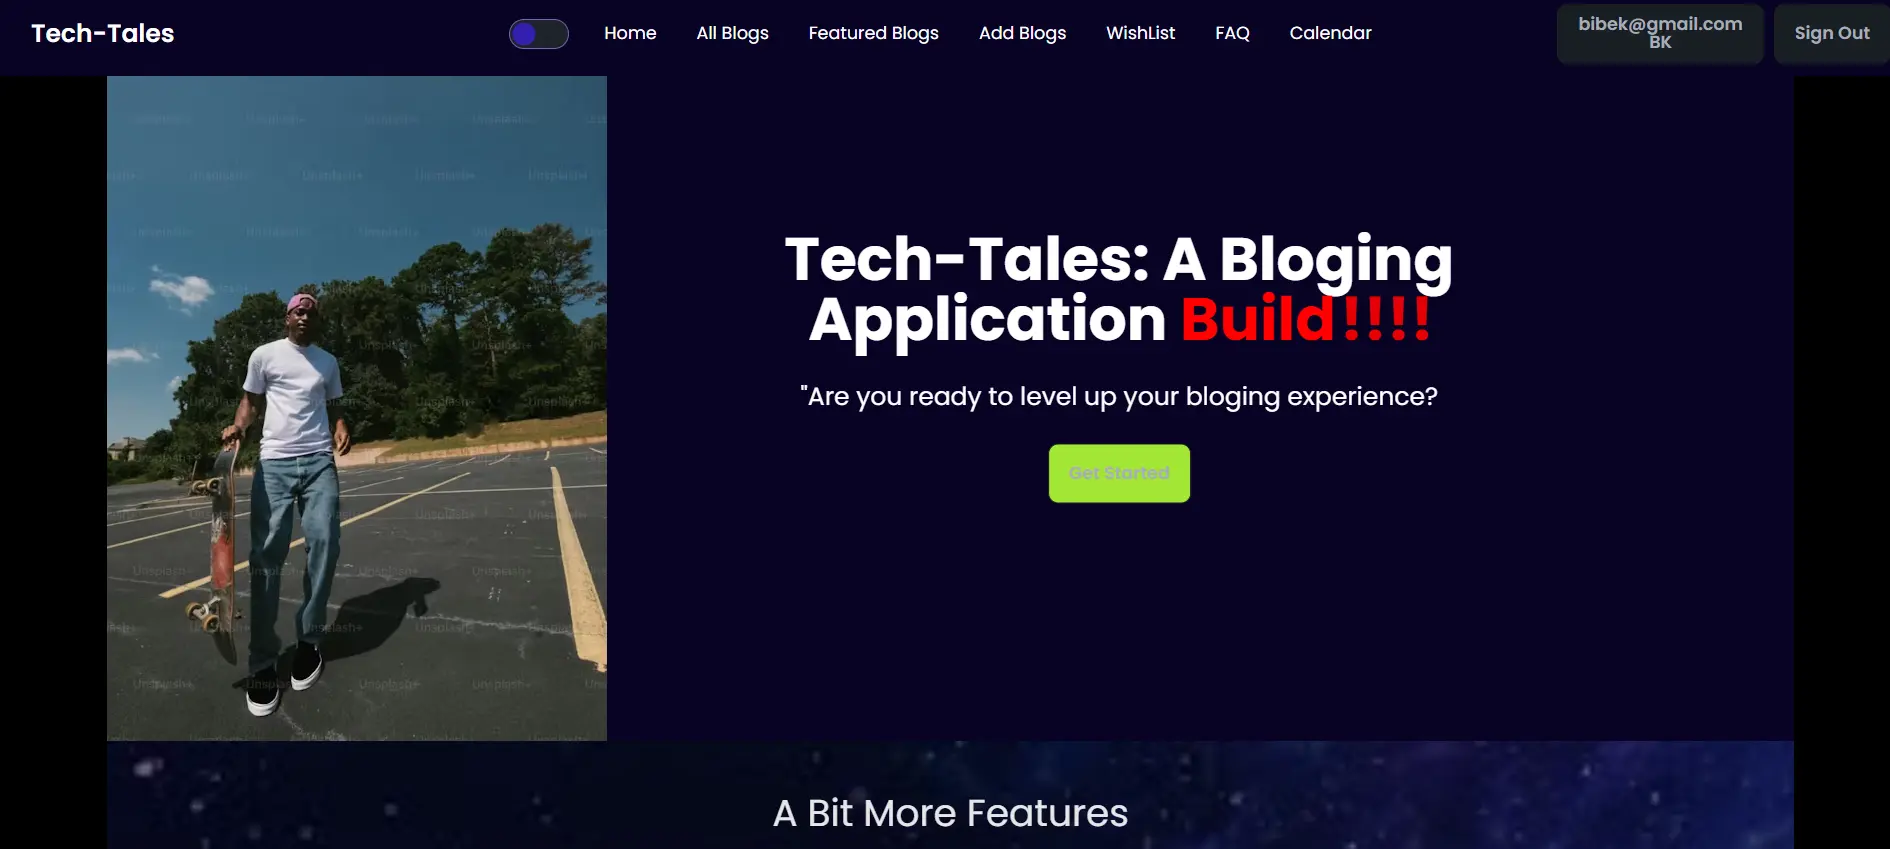 Tech-Tales
Home
All Blogs
Featured Blogs
Add Blogs
WishList
FAQ
Calendar
bibek@gmail.com
BK
Sign Out
Tech-Tales: A Bloging
Application Build!!!!
"Are you ready to level up your bloging experience?
Get Started
Unsplash+
A Bit More Features